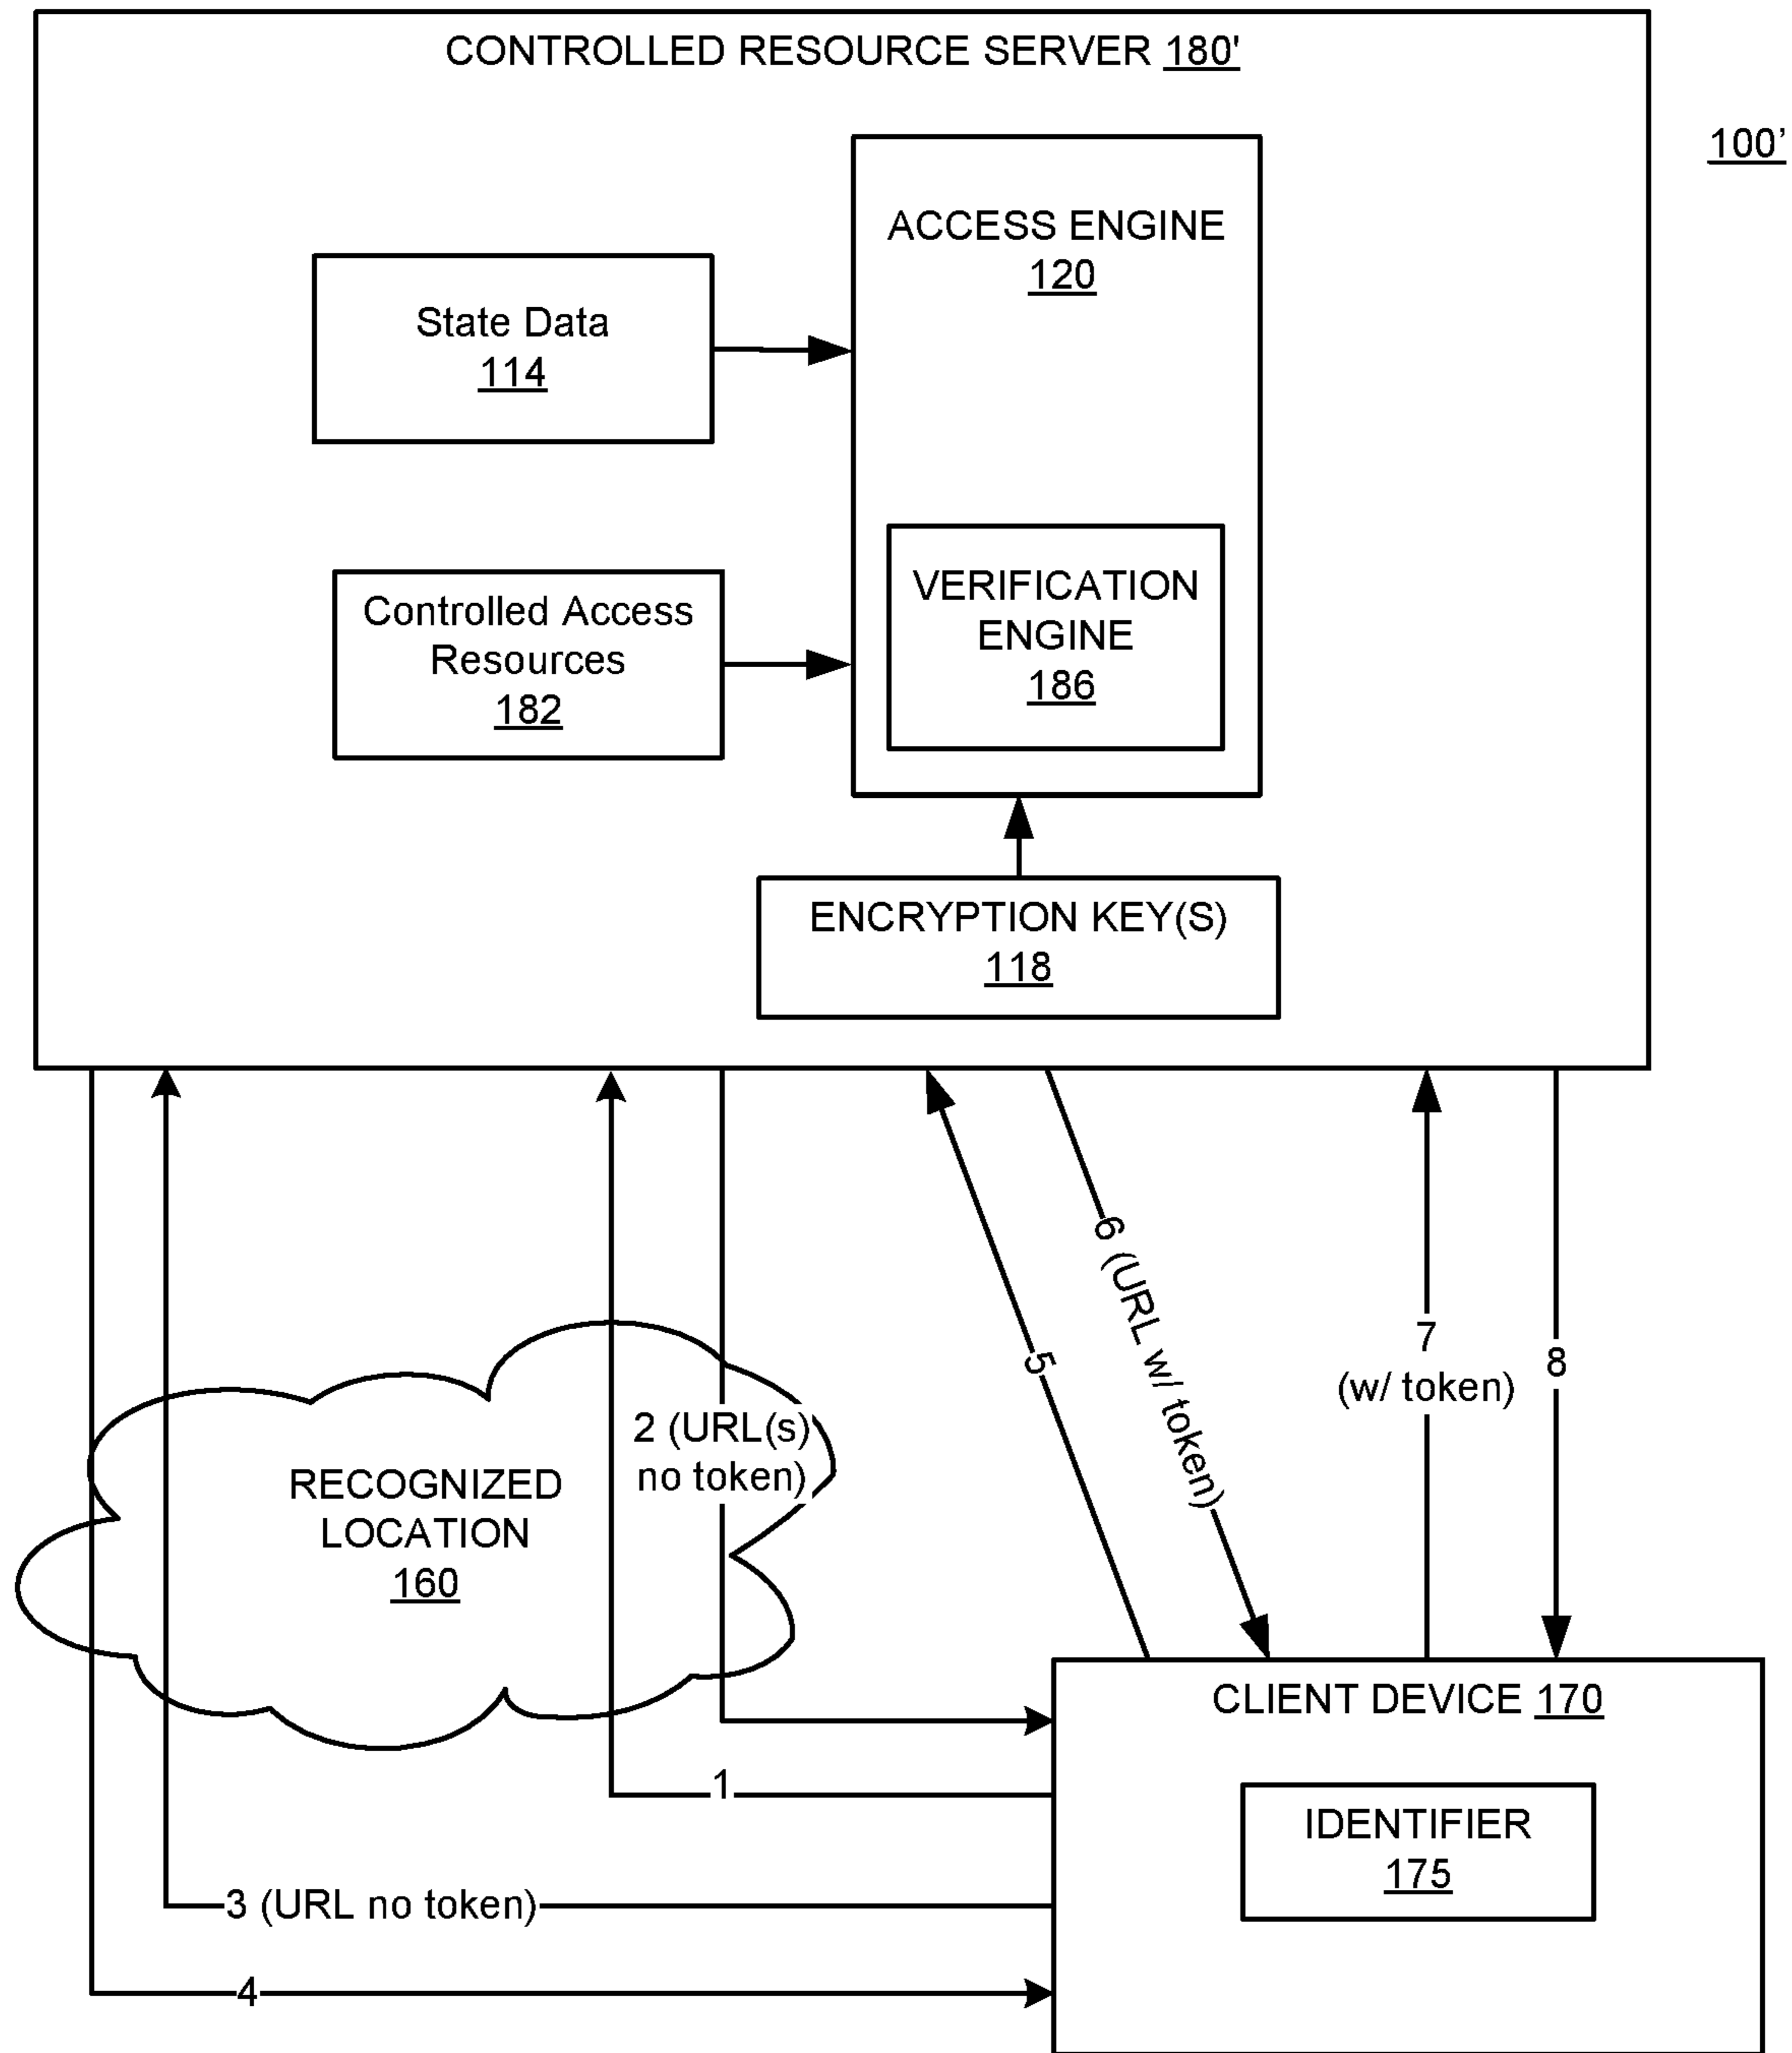 CONTROLLED RESOURCE SERVER 180'
100’
ACCESS ENGINE
120
State Data
114
VERIFICATION
ENGINE
186
Controlled Access
Resources
182
ENCRYPTION KEY(S)
118
6 (URL w/ token)
5
7
(w/ token)
8
2 (URL(s)
no token)
RECOGNIZED
LOCATION
160
CLIENT DEVICE 170
1
IDENTIFIER
175
3 (URL no token)
4